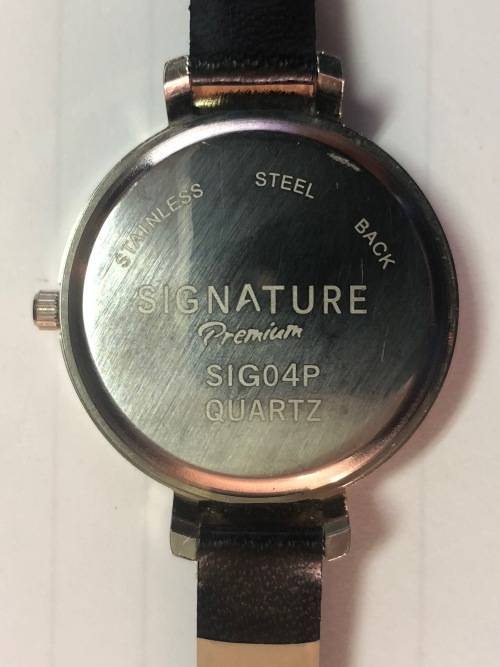 STAINLESS STEEL BACK
SIGNATURE
Premium
SIG04P
QUARTZ